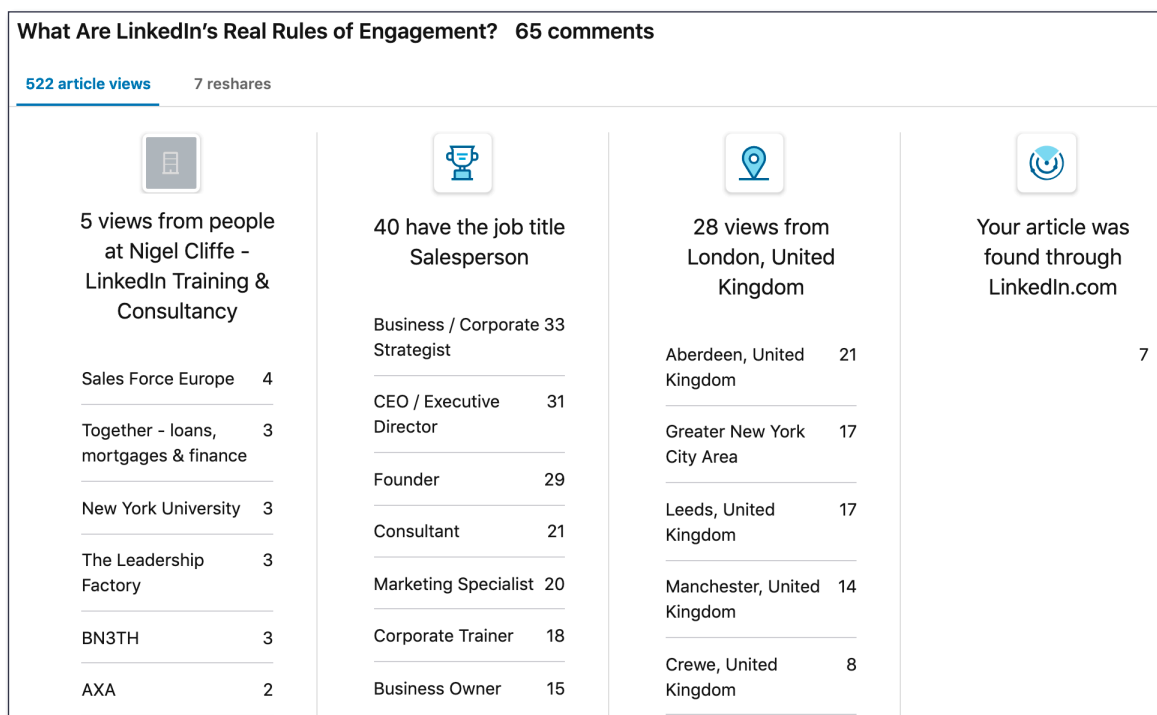 What Are LinkedIn’s Real Rules of Engagement? 65 comments
522 article views 7 reshares
5 views from people
at Nigel Cliffe -
LinkedIn Training &
Consultancy
Sales Force Europe 4
Together - loans, 3
mortgages & finance
New York University 3
The Leadership 3
Factory
BN3TH 3
AXA 2
40 have the job title
Salesperson
Business / Corporate 33
Strategist
CEO / Executive 31
Director
Founder 29
Consultant 21
Marketing Specialist 20
Corporate Trainer 18
Business Owner 15
28 views from
London, United
Kingdom
Aberdeen, United 21
Kingdom
Greater New York 17
City Area
Leeds, United 17
Kingdom
Manchester, United 14
Kingdom
Crewe, United 8
Kingdom
Your article was
found through
LinkedIn.com
7